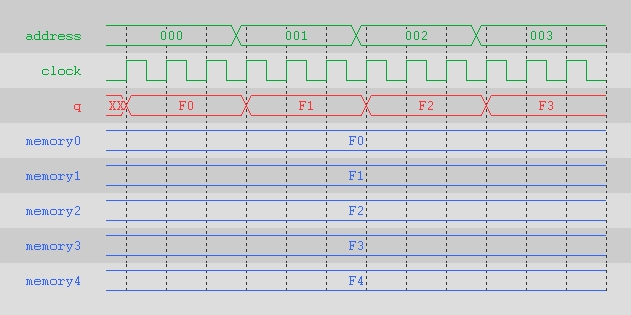 address 000 001 002 003
clock
q XX F0 F1 F2 F3
memory0 F0
memory1 F1
memory2 F2
memory3 F3
memory4 F4